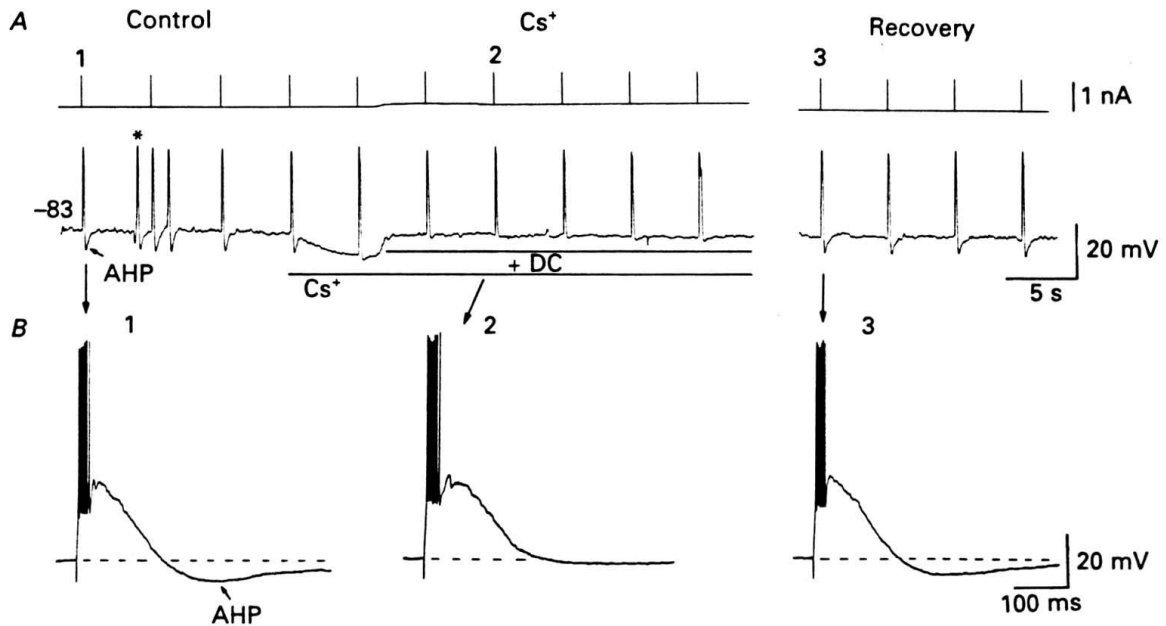 A Control Cs⁺ Recovery
1 2 3
1 nA
*
–83
AHP
+ DC
Cs⁺
20 mV
5 s
B 1 2 3
AHP
20 mV
100 ms